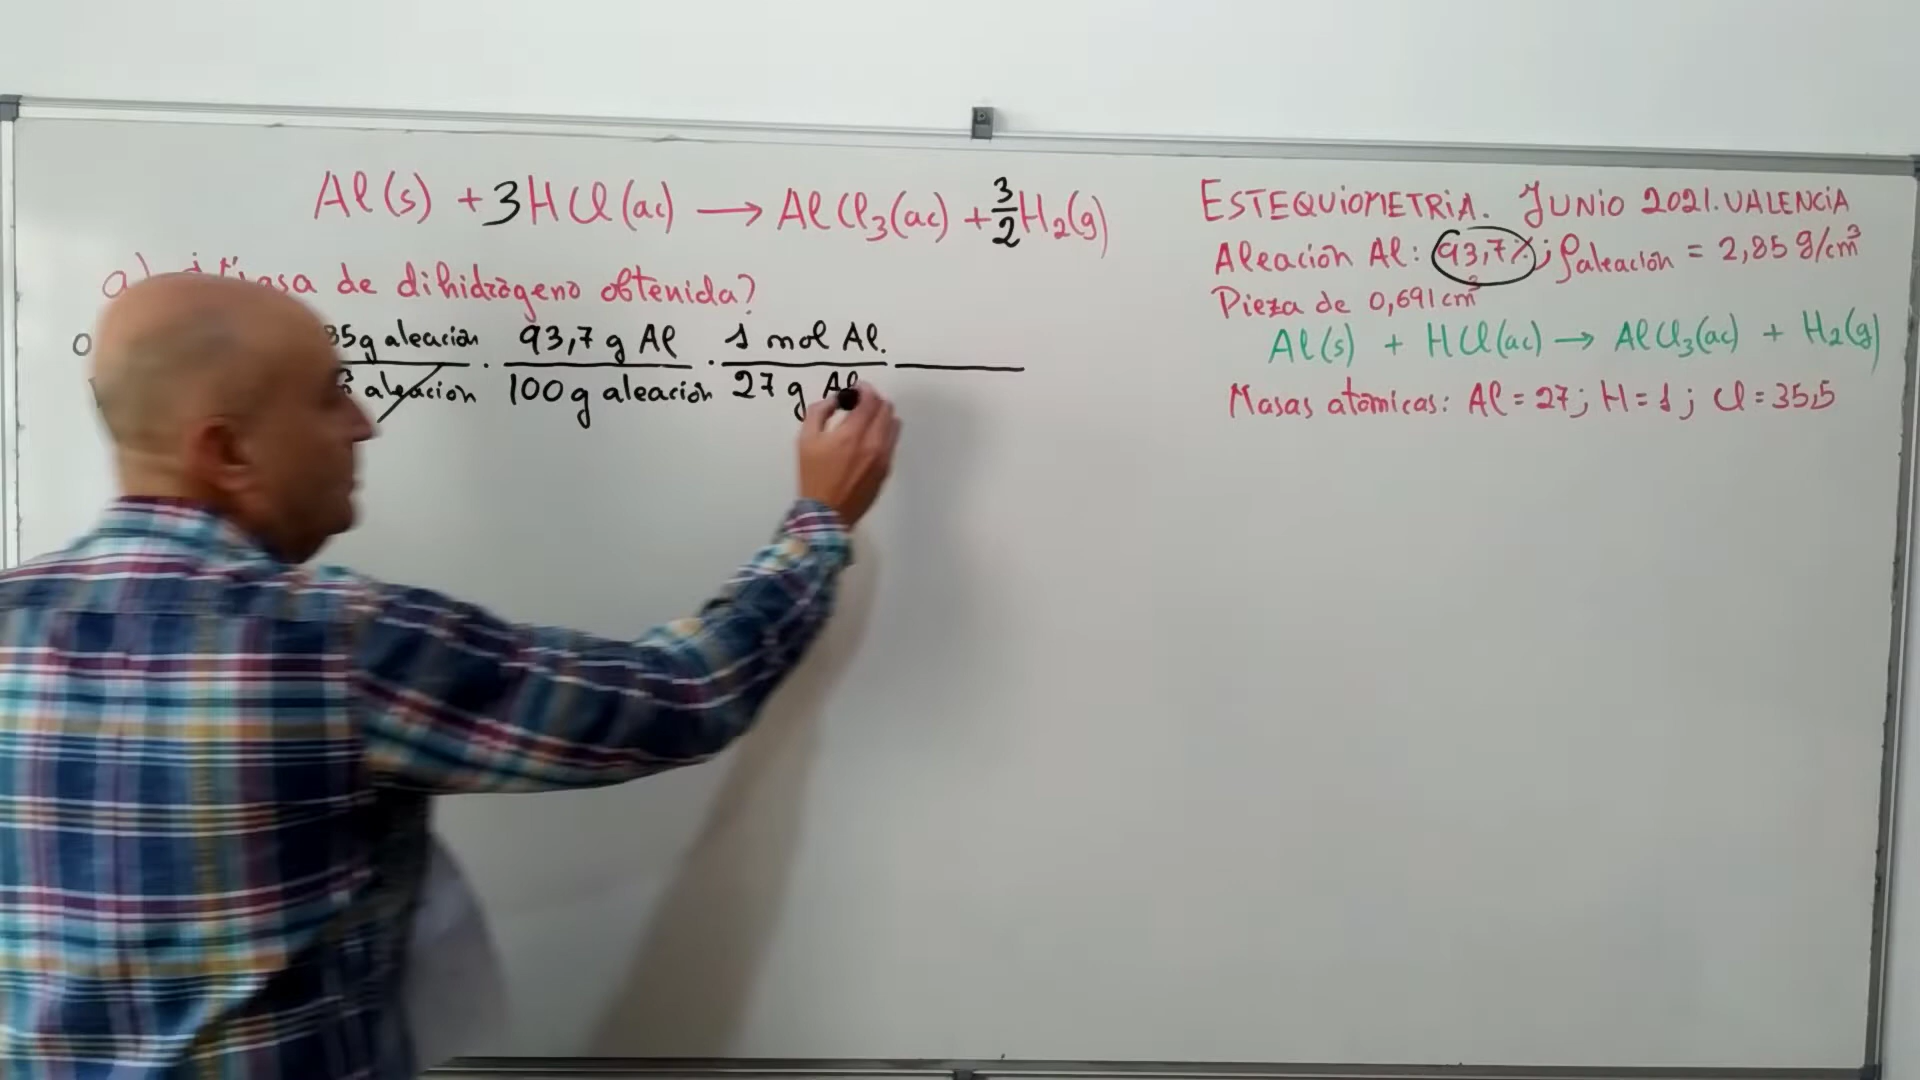 Al(s) + 3HCl(ac) → AlCl₃(ac) + 3/2 H₂(g)
a) de dihidrógeno obtenida?
0 85g aleación · 93,7 g Al · 1 mol Al.
aleación 100 g aleación 27 g Al
ESTEQUIOMETRIA. JUNIO 2021. VALENCIA
Aleación Al: 93,7%; ρaleación = 2,85 g/cm³
Pieza de 0,691 cm³
Al(s) + HCl(ac) → AlCl₃(ac) + H₂(g)
Masas atómicas: Al = 27; H = 1; Cl = 35,5